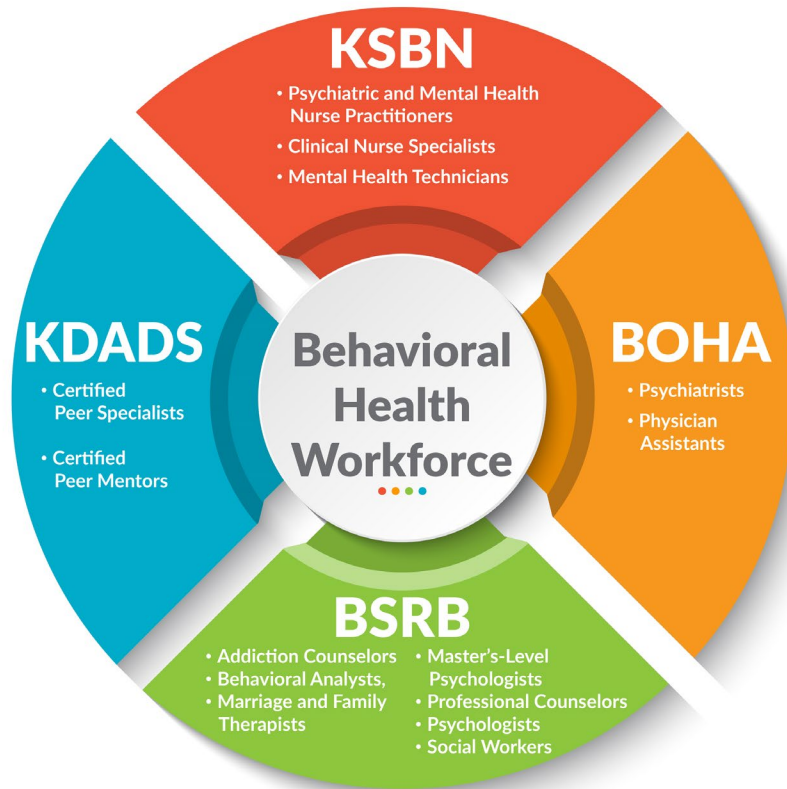 KSBN
• Psychiatric and Mental Health
Nurse Practitioners
• Clinical Nurse Specialists
• Mental Health Technicians
KDADS
• Certified
Peer Specialists
• Certified
Peer Mentors
Behavioral
Health
Workforce
BOHA
• Psychiatrists
• Physician
Assistants
BSRB
• Addiction Counselors
• Behavioral Analysts,
• Marriage and Family
Therapists
• Master’s-Level
Psychologists
• Professional Counselors
• Psychologists
• Social Workers